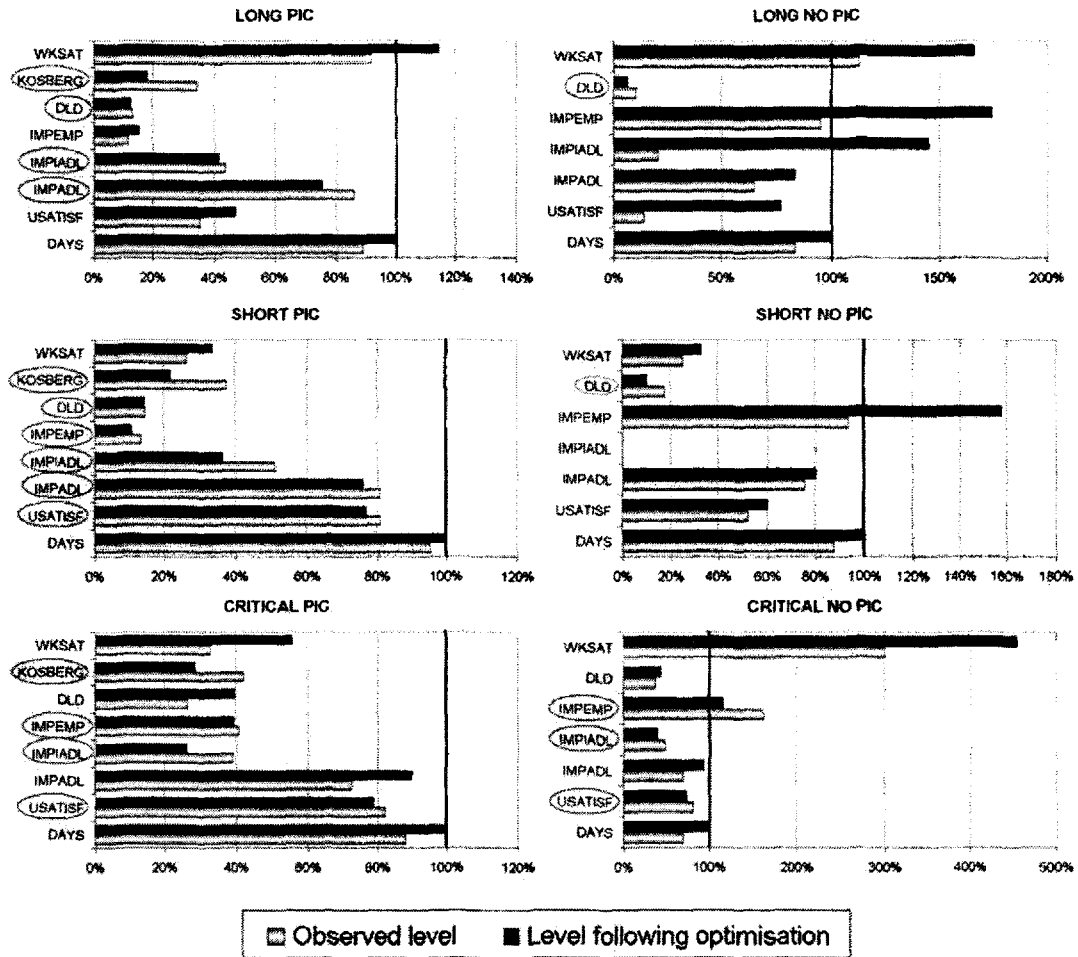 LONG PIC
WKSAT
KOSBERG
DLD
IMPEMP
IMPIADL
IMPADL
USATISF
DAYS
0% 20% 40% 60% 80% 100% 120% 140%
LONG NO PIC
WKSAT
DLD
IMPEMP
IMPIADL
IMPADL
USATISF
DAYS
0% 50% 100% 150% 200%
SHORT PIC
WKSAT
KOSBERG
DLD
IMPEMP
IMPIADL
IMPADL
USATISF
DAYS
0% 20% 40% 60% 80% 100% 120%
SHORT NO PIC
WKSAT
DLD
IMPEMP
IMPIADL
IMPADL
USATISF
DAYS
0% 20% 40% 60% 80% 100% 120% 140% 160% 180%
CRITICAL PIC
WKSAT
KOSBERG
DLD
IMPEMP
IMPIADL
IMPADL
USATISF
DAYS
0% 20% 40% 60% 80% 100% 120%
CRITICAL NO PIC
WKSAT
DLD
IMPEMP
IMPIADL
IMPADL
USATISF
DAYS
0% 100% 200% 300% 400% 500%
Observed level Level following optimisation